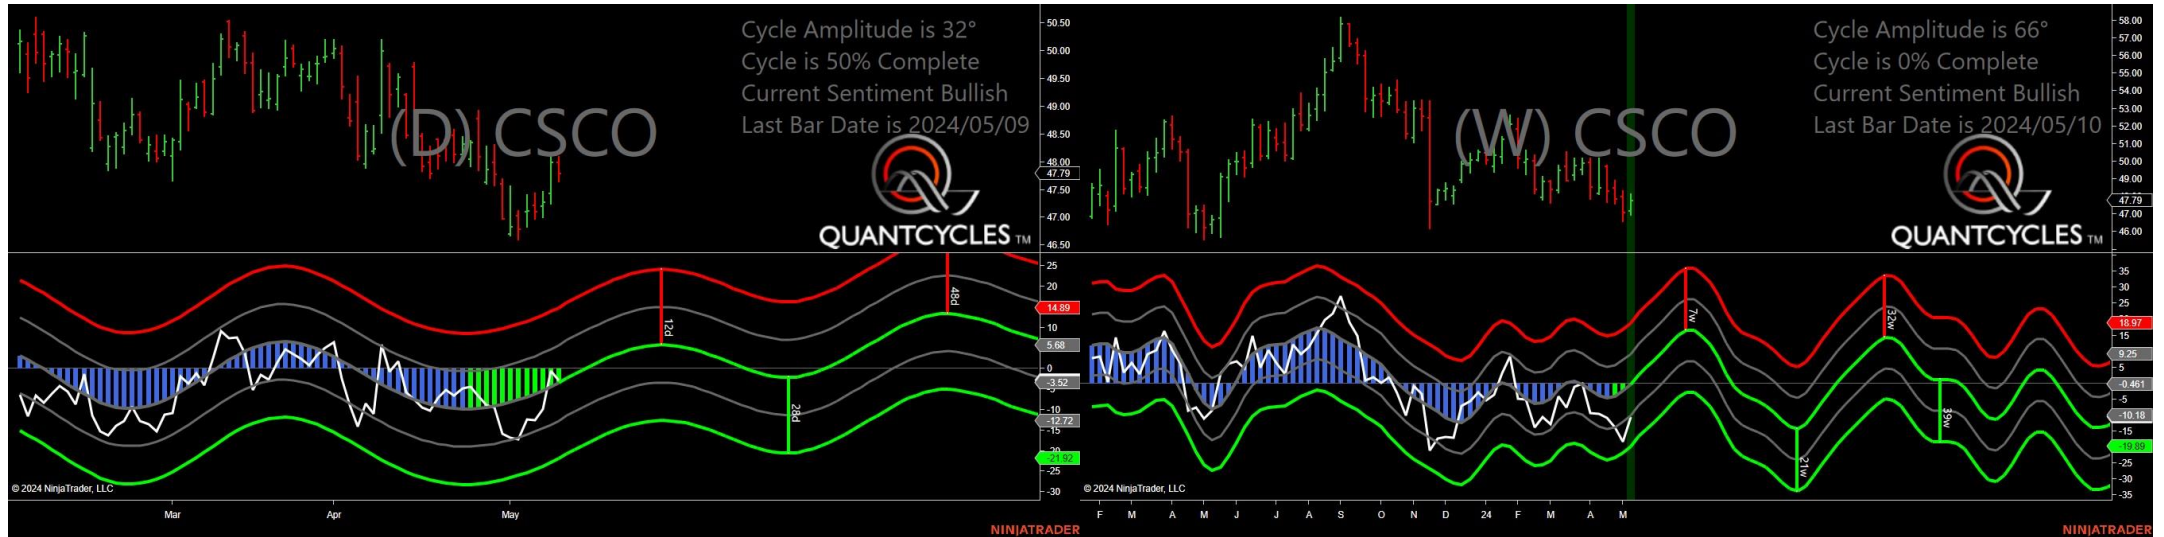 Cycle Amplitude is 32°
Cycle is 50% Complete
Current Sentiment Bullish
Last Bar Date is 2024/05/09
(D) CSCO
QUANTCYCLES TM
50.50
50.00
49.50
49.00
48.50
48.00
47.79
47.50
47.00
46.50
25
20
14.89
10
5.68
0
-3.52
-10
-12.72
-15
-21.92
-25
-30
12d
28d
48d
© 2024 NinjaTrader, LLC
Mar Apr May
NINJATRADER
Cycle Amplitude is 66°
Cycle is 0% Complete
Current Sentiment Bullish
Last Bar Date is 2024/05/10
(W) CSCO
QUANTCYCLES TM
58.00
57.00
56.00
55.00
54.00
53.00
52.00
51.00
50.00
49.00
47.79
47.00
46.00
35
30
25
18.97
15
9.25
5
-0.461
-5
-10.18
-15
-19.89
-25
-30
-35
7w
21w
32w
39w
© 2024 NinjaTrader, LLC
F M A M J J A S O N D 24 F M A M
NINJATRADER